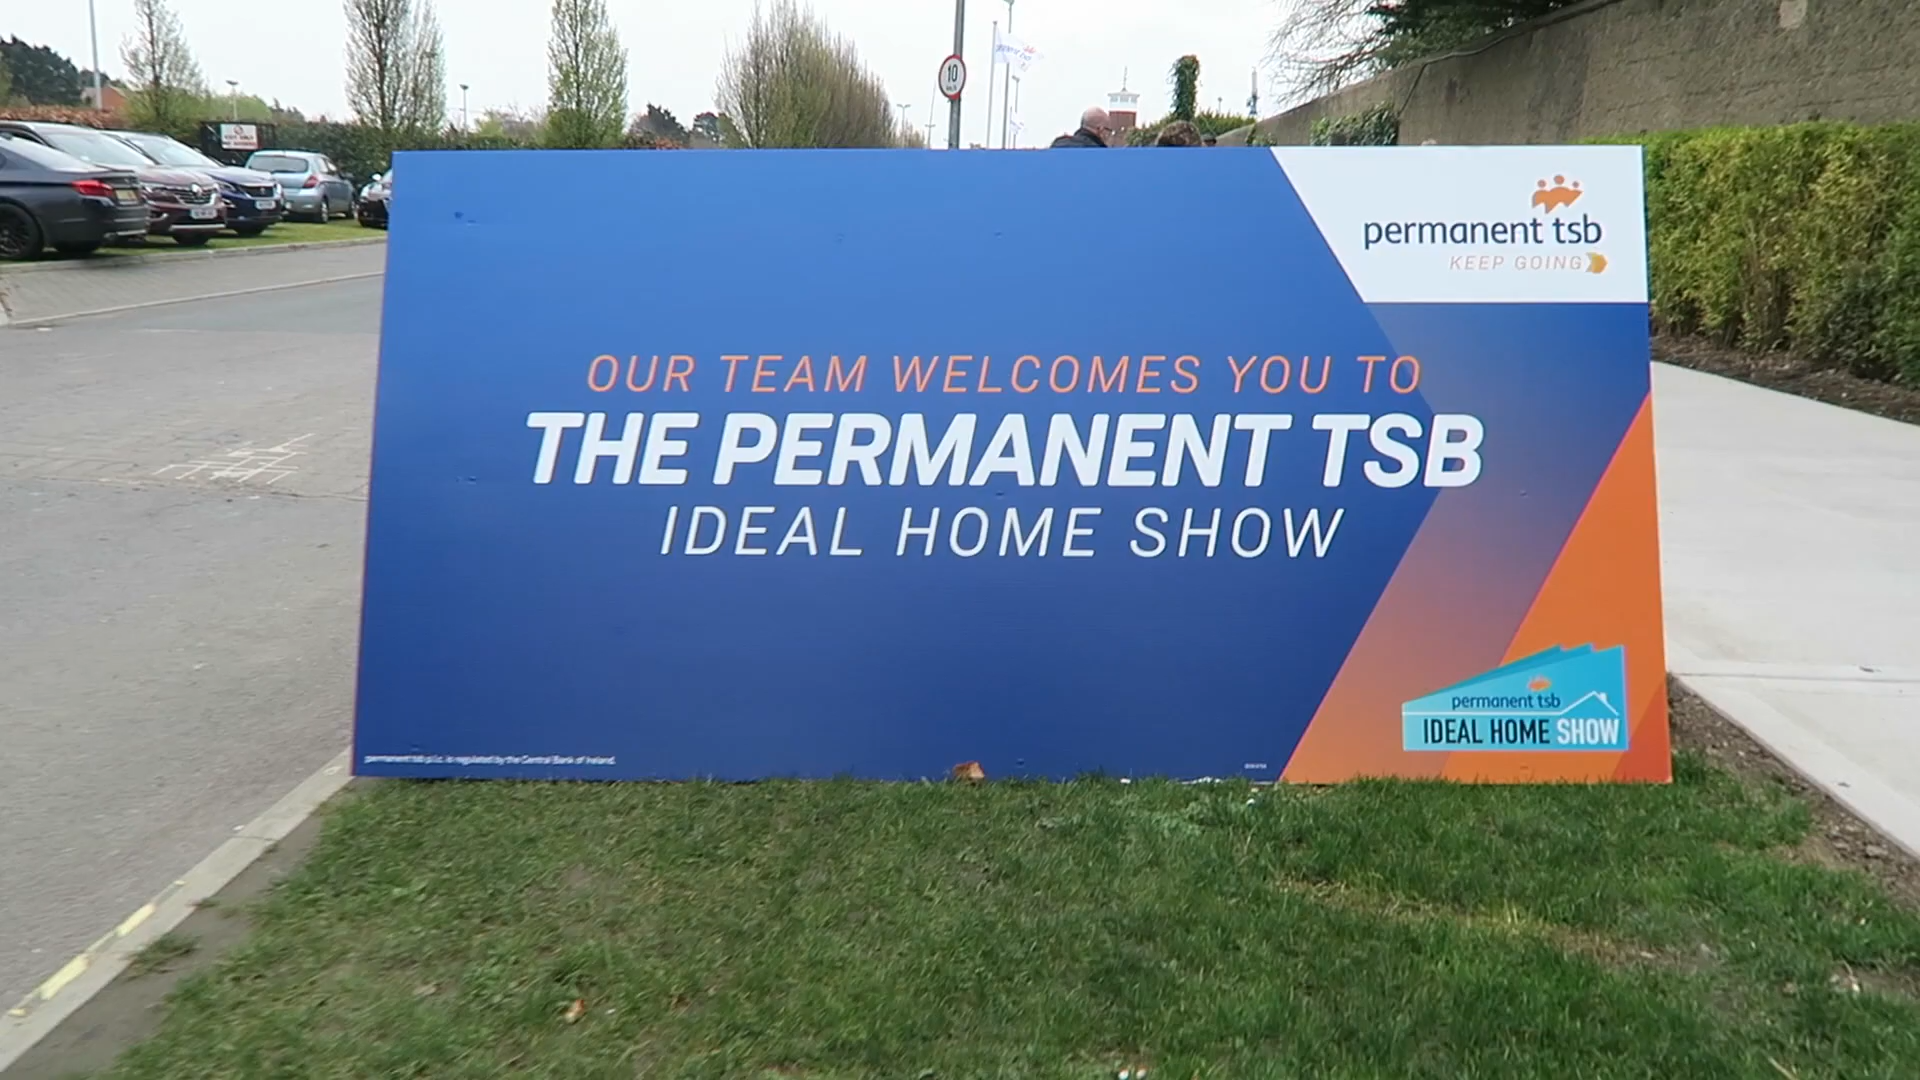 10
permanent tsb
KEEP GOING
OUR TEAM WELCOMES YOU TO
THE PERMANENT TSB
IDEAL HOME SHOW
permanent tsb
IDEAL HOME SHOW
permanent tsb p.l.c. is regulated by the Central Bank of Ireland.